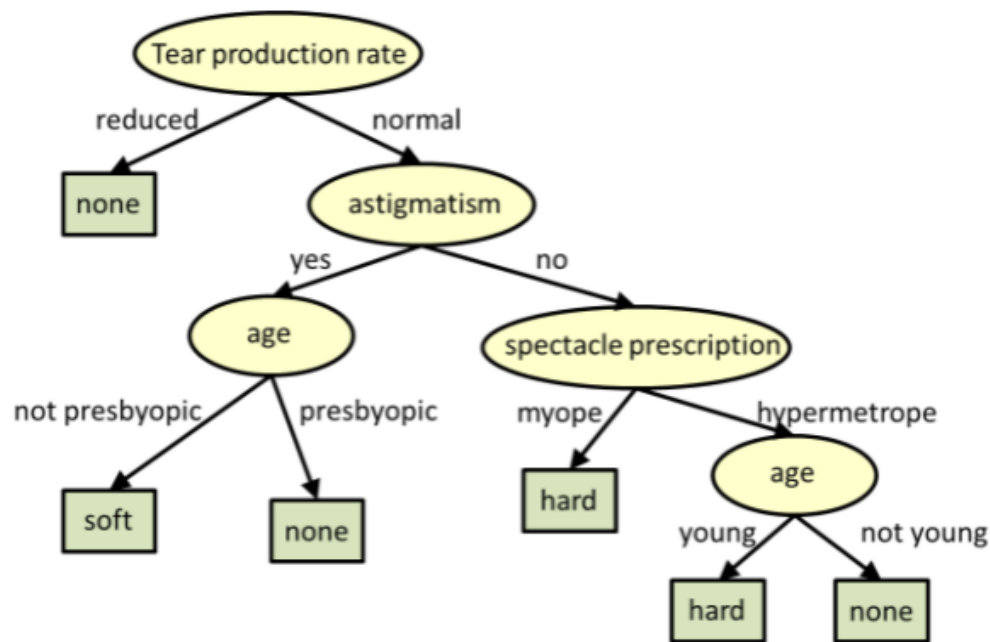 Tear production rate
reduced
normal
none
astigmatism
yes
no
age
spectacle prescription
not presbyopic
presbyopic
myope
hypermetrope
age
soft
none
hard
young
not young
hard
none